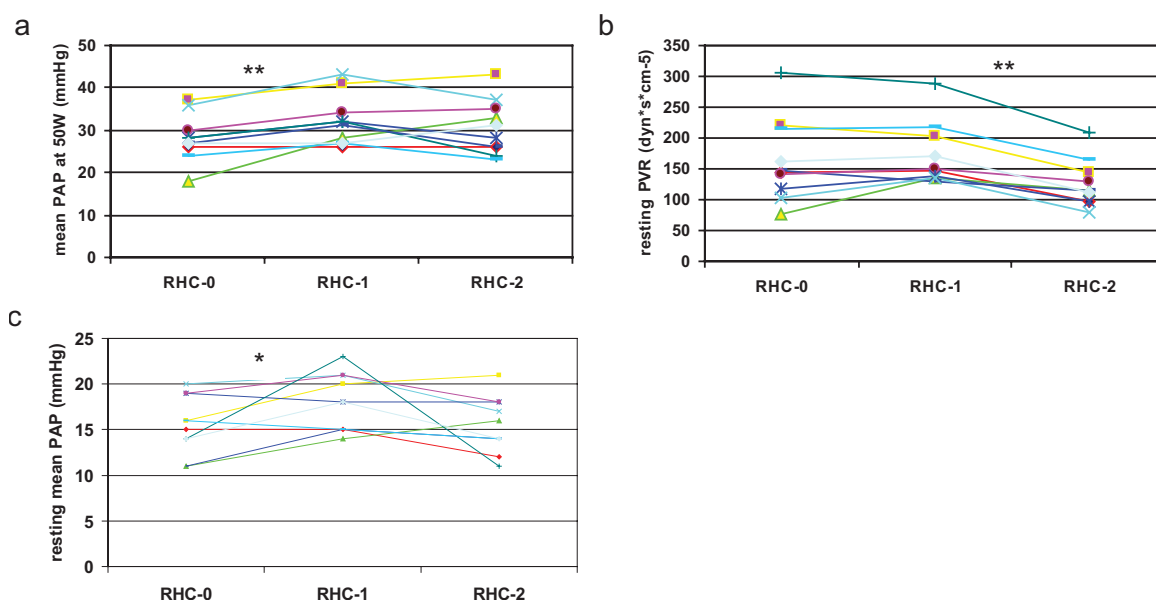 a
mean PAP at 50W (mmHg)
50
40
30
20
10
0
**
RHC-0 RHC-1 RHC-2
b
resting PVR (dyn*s*cm-5)
350
300
250
200
150
100
50
0
**
RHC-0 RHC-1 RHC-2
c
resting mean PAP (mmHg)
25
20
15
10
5
0
*
RHC-0 RHC-1 RHC-2